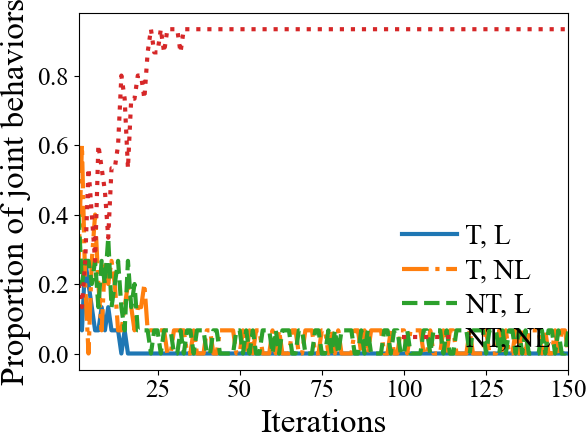 Proportion of joint behaviors
0.8
0.6
0.4
0.2
0.0
T, L
T, NL
NT, L
NT, NL
25
50
75
100
125
150
Iterations